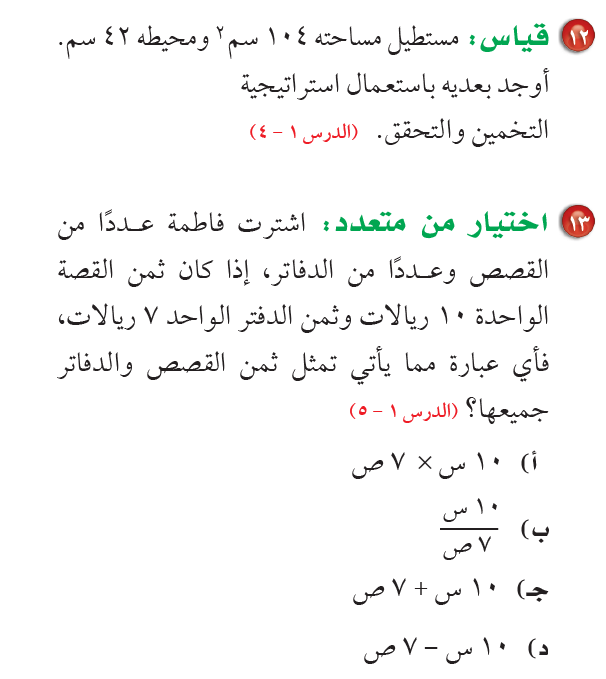 ١٢ قياس: مستطيل مساحته ١٠٤ سم٢ ومحيطه ٤٢ سم.
أوجد بعديه باستعمال استراتيجية
التخمين والتحقق. (الدرس ١ – ٤)
١٣ اختيار من متعدد: اشترت فاطمة عـددًا من
القصص وعـددًا من الدفاتر، إذا كان ثمن القصة
الواحدة ١٠ ريالات وثمن الدفتر الواحد ٧ ريالات،
فأي عبارة مما يأتي تمثل ثمن القصص والدفاتر
جميعها؟ (الدرس ١ – ٥)
أ) ١٠ س × ٧ ص
ب) ١٠ س
٧ ص
جـ) ١٠ س + ٧ ص
د) ١٠ س – ٧ ص